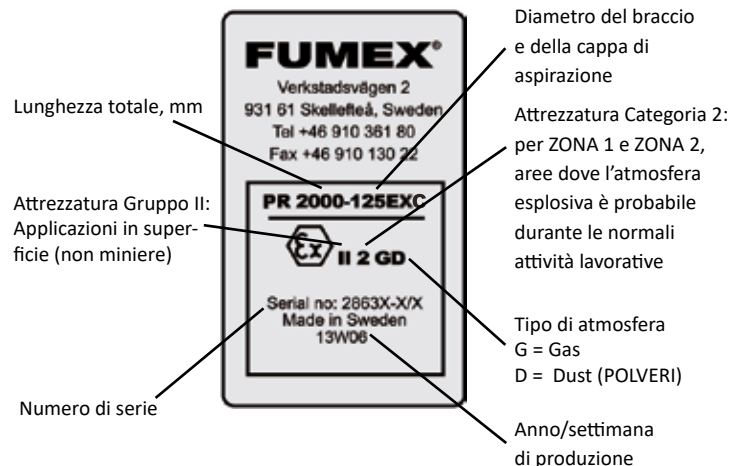 Diametro del braccio
e della cappa di
aspirazione
FUMEX®
Verkstadsvägen 2
931 61 Skellefteå, Sweden
Tel +46 910 361 80
Fax +46 910 130 22
Lunghezza totale, mm
Attrezzatura Categoria 2:
per ZONA 1 e ZONA 2,
aree dove l'atmosfera
esplosiva è probabile
durante le normali
attività lavorative
Attrezzatura Gruppo II:
Applicazioni in super-
ficie (non miniere)
PR 2000-125EXC
Ex II 2 GD
Serial no: 2863X-X/X
Made in Sweden
13W06
Tipo di atmosfera
G = Gas
D = Dust (POLVERI)
Numero di serie
Anno/settimana
di produzione